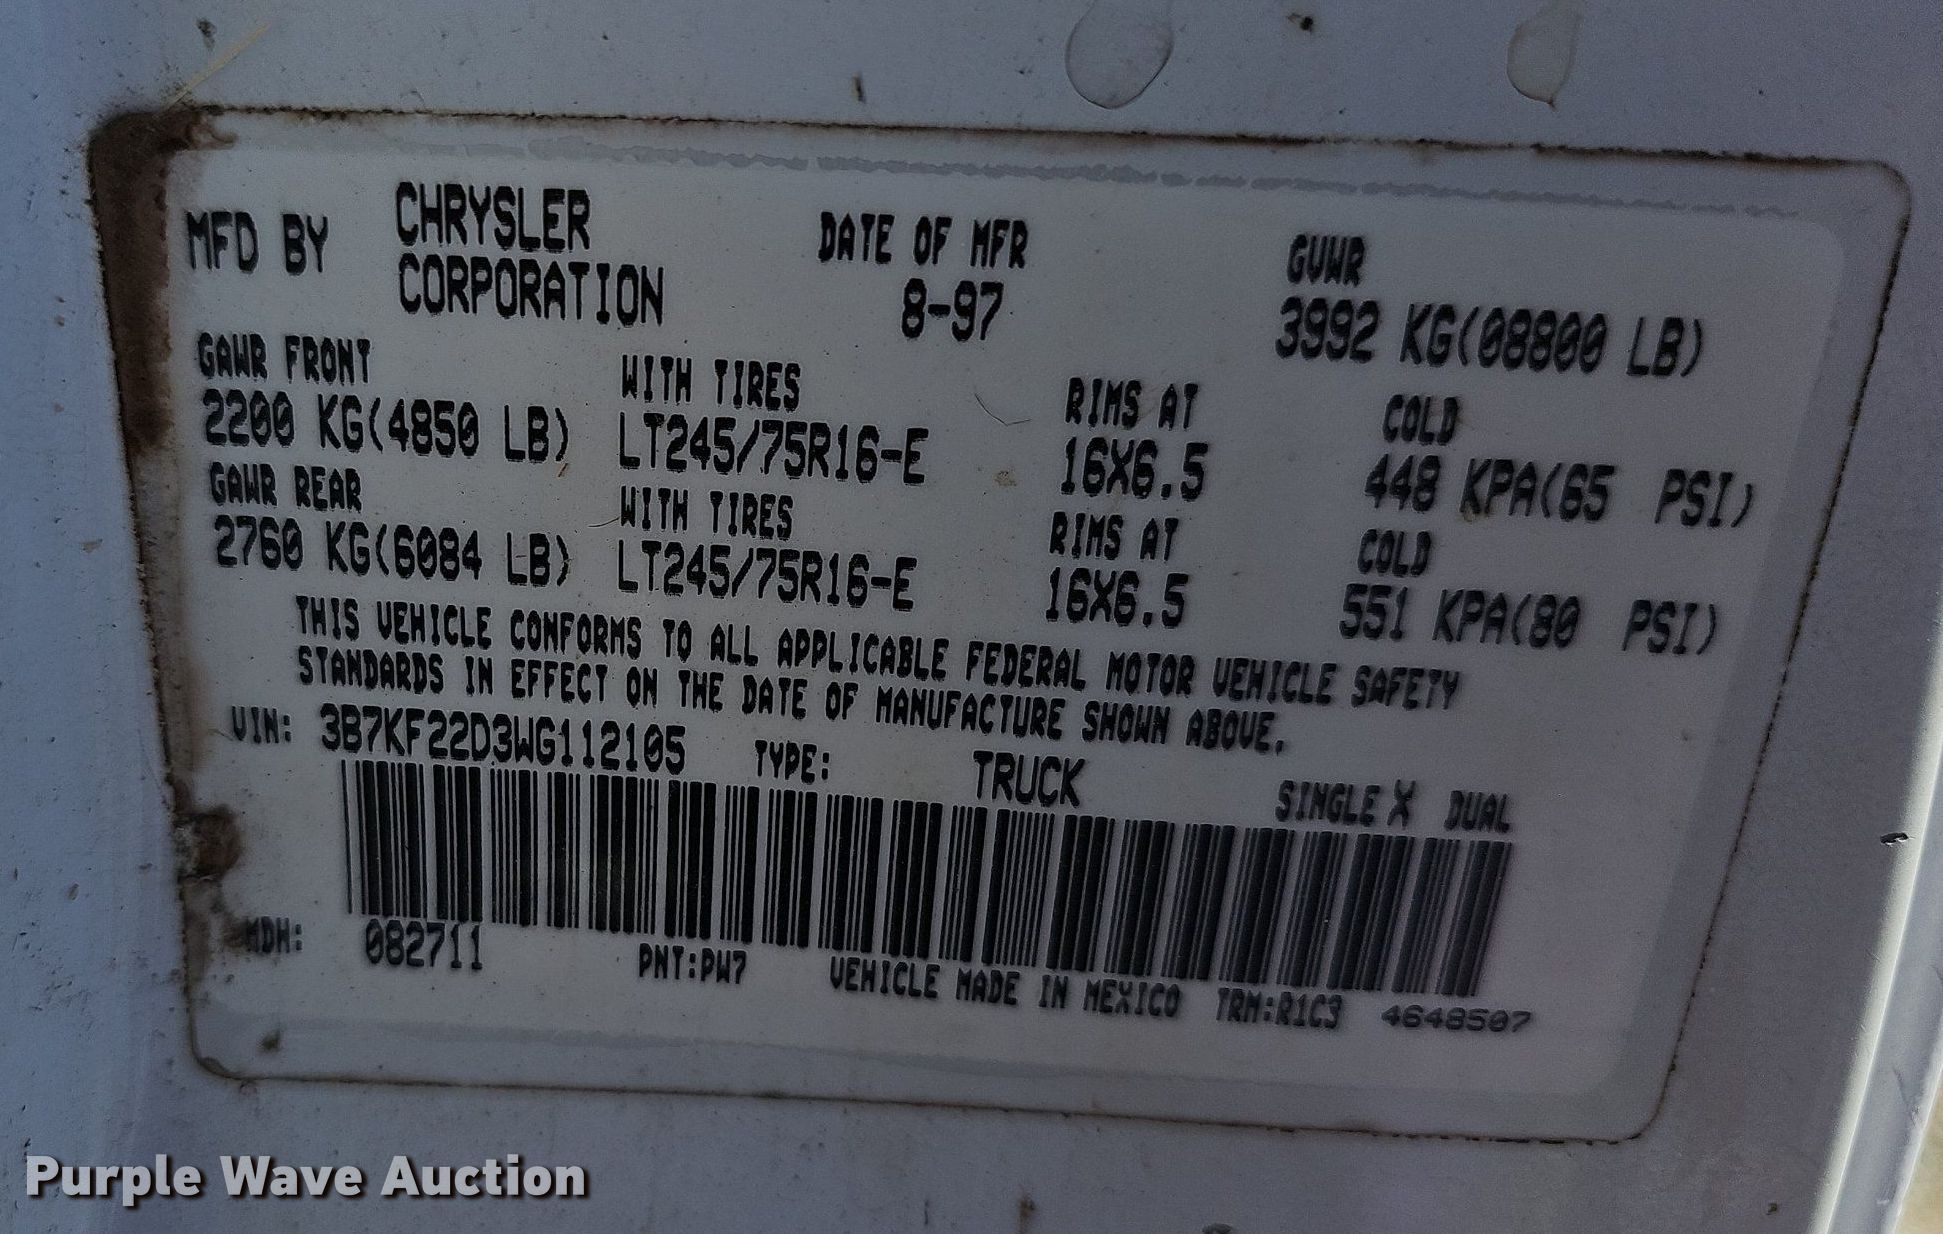 MFD BY CHRYSLER CORPORATION DATE OF MFR 8-97 GVWR 3992 KG(08800 LB)
GAWR FRONT WITH TIRES RIMS AT COLD
2200 KG(4850 LB) LT245/75R16-E 16X6.5 448 KPA(65 PSI)
GAWR REAR WITH TIRES RIMS AT COLD
2760 KG(6084 LB) LT245/75R16-E 16X6.5 551 KPA(80 PSI)
THIS VEHICLE CONFORMS TO ALL APPLICABLE FEDERAL MOTOR VEHICLE SAFETY
STANDARDS IN EFFECT ON THE DATE OF MANUFACTURE SHOWN ABOVE.
VIN: 3B7KF22D3WG112105 TYPE: TRUCK SINGLE X DUAL
MDH: 082711 PNT:PW7 VEHICLE MADE IN MEXICO TRM:R1C3 4648507
Purple Wave Auction